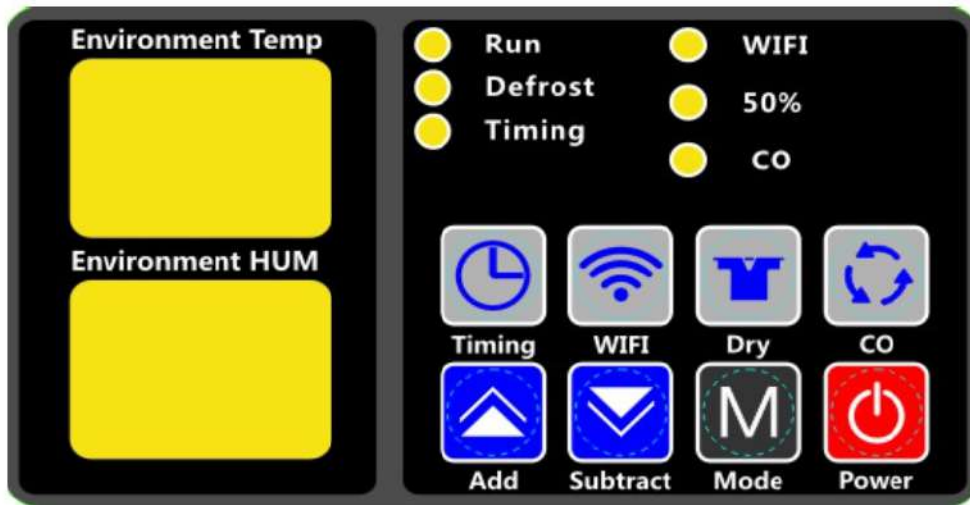 Environment Temp
Environment HUM
Run
Defrost
Timing
WIFI
50%
CO
Timing WIFI Dry CO
M
Add Subtract Mode Power